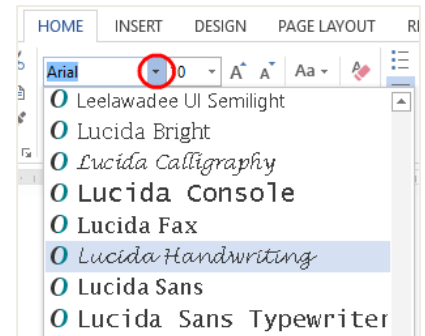 HOME INSERT DESIGN PAGE LAYOUT
Arial 0 A A Aa
O Leelawadee UI Semilight
O Lucida Bright
O Lucida Calligraphy
O Lucida Console
O Lucida Fax
O Lucida Handwriting
O Lucida Sans
O Lucida Sans Typewriter